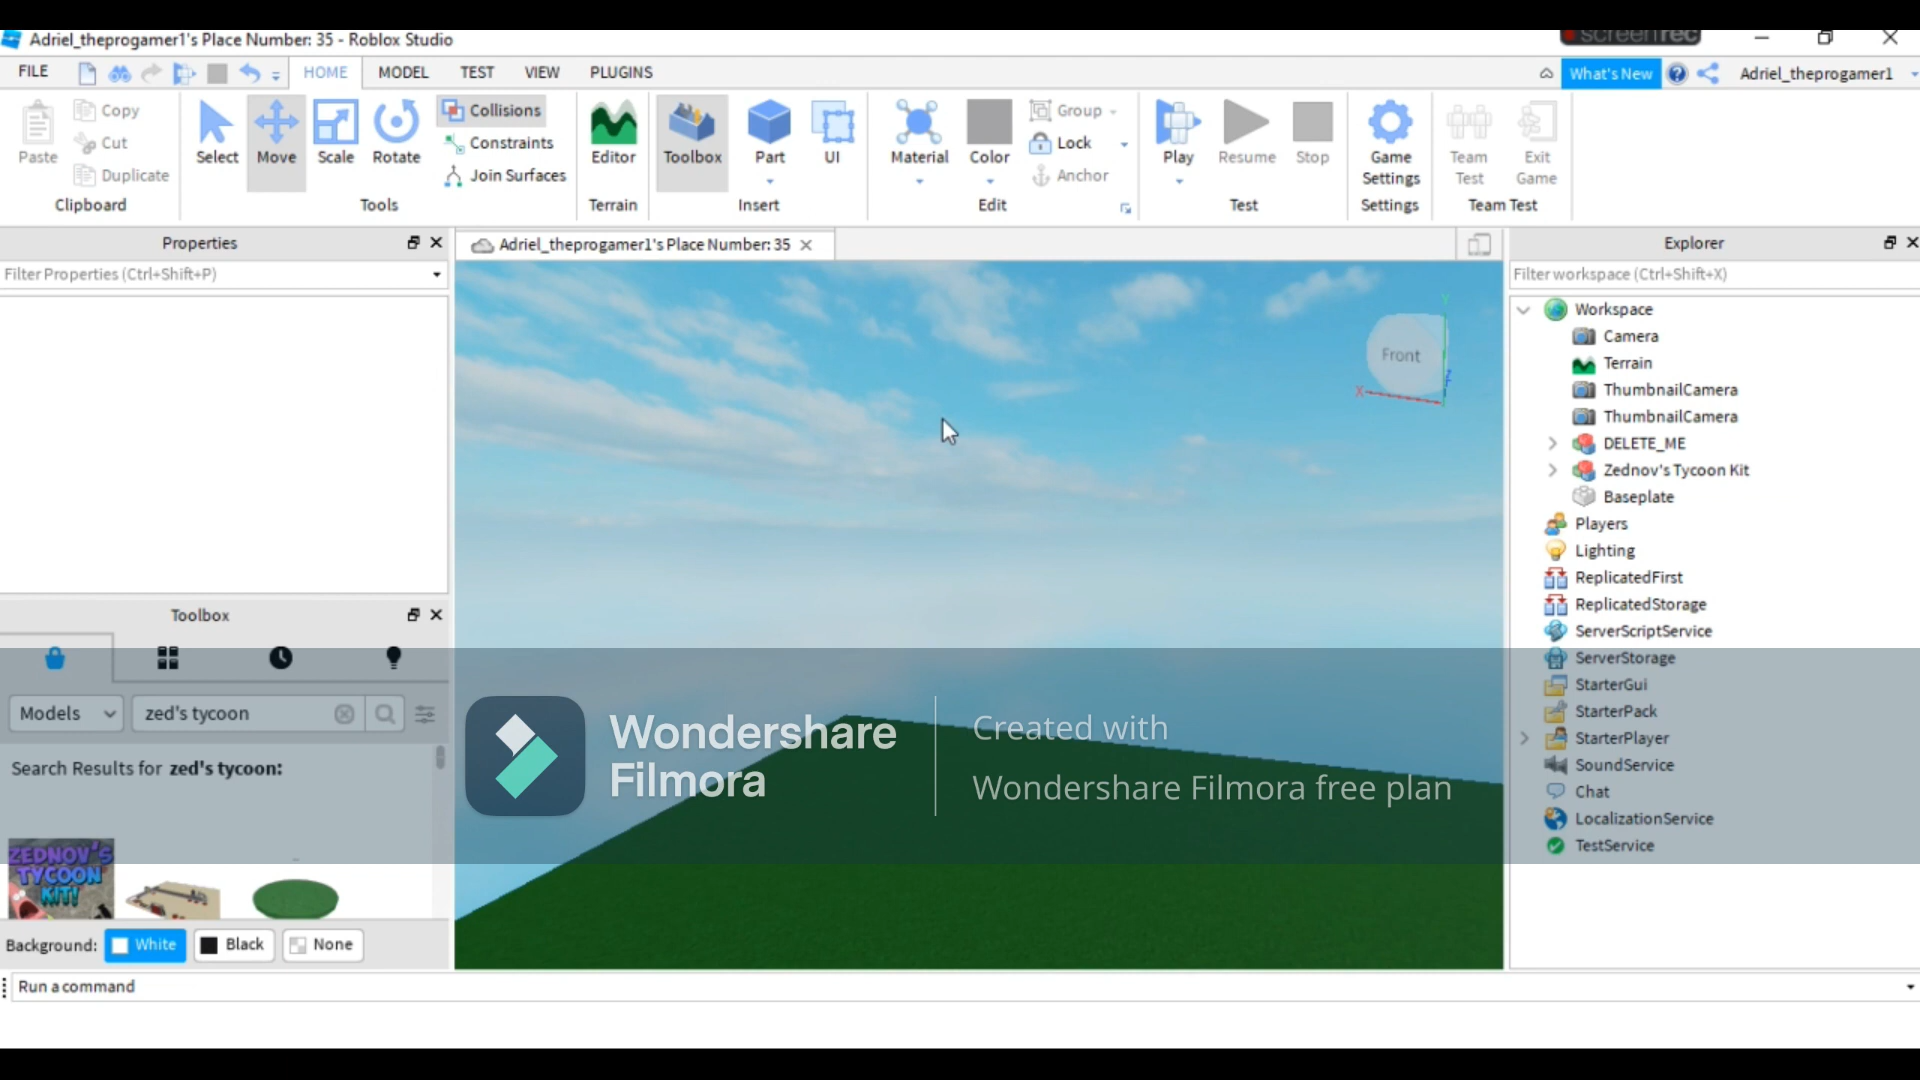 screenrec
Adriel_theprogamer1's Place Number: 35 - Roblox Studio
FILE
HOME
MODEL
TEST
VIEW
PLUGINS
What's New
Adriel_theprogamer1
Paste
Copy
Cut
Duplicate
Clipboard
Select
Move
Scale
Rotate
Collisions
Constraints
Join Surfaces
Tools
Editor
Terrain
Toolbox
Part
UI
Insert
Material
Color
Group
Lock
Anchor
Edit
Play
Resume
Stop
Test
Game
Settings
Settings
Team
Test
Exit
Game
Team Test
Properties
Filter Properties (Ctrl+Shift+P)
Adriel_theprogamer1's Place Number: 35
Front
Y
X
Z
Explorer
Filter workspace (Ctrl+Shift+X)
Workspace
Camera
Terrain
ThumbnailCamera
ThumbnailCamera
DELETE_ME
Zednov's Tycoon Kit
Baseplate
Players
Lighting
ReplicatedFirst
ReplicatedStorage
ServerScriptService
ServerStorage
StarterGui
StarterPack
StarterPlayer
SoundService
Chat
LocalizationService
TestService
Toolbox
Models
zed's tycoon
Search Results for zed's tycoon:
ZEDNOV'S
TYCOON
KIT!
Wondershare
Filmora
Created with
Wondershare Filmora free plan
Background:
White
Black
None
Run a command